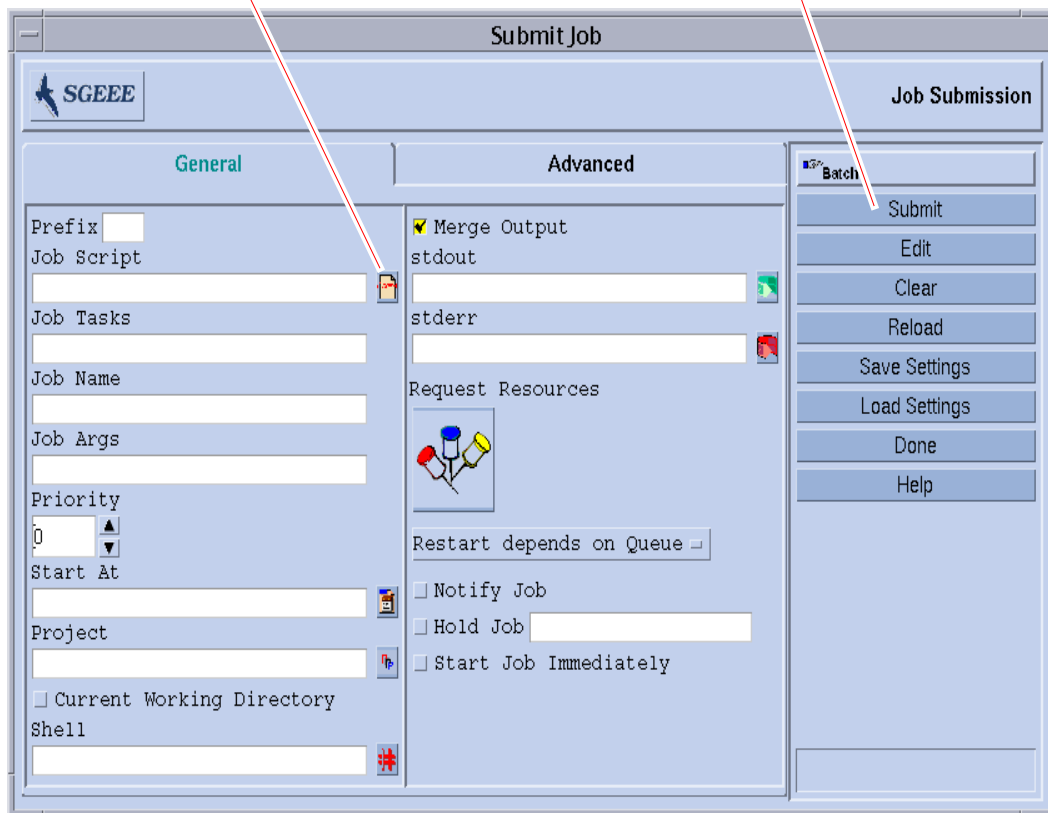 Submit Job
SGEEE
Job Submission
General
Advanced
Prefix
Job Script
Job Tasks
Job Name
Job Args
Priority
0
Start At
Project
Current Working Directory
Shell
Merge Output
stdout
stderr
Request Resources
Restart depends on Queue
Notify Job
Hold Job
Start Job Immediately
Batch
Submit
Edit
Clear
Reload
Save Settings
Load Settings
Done
Help